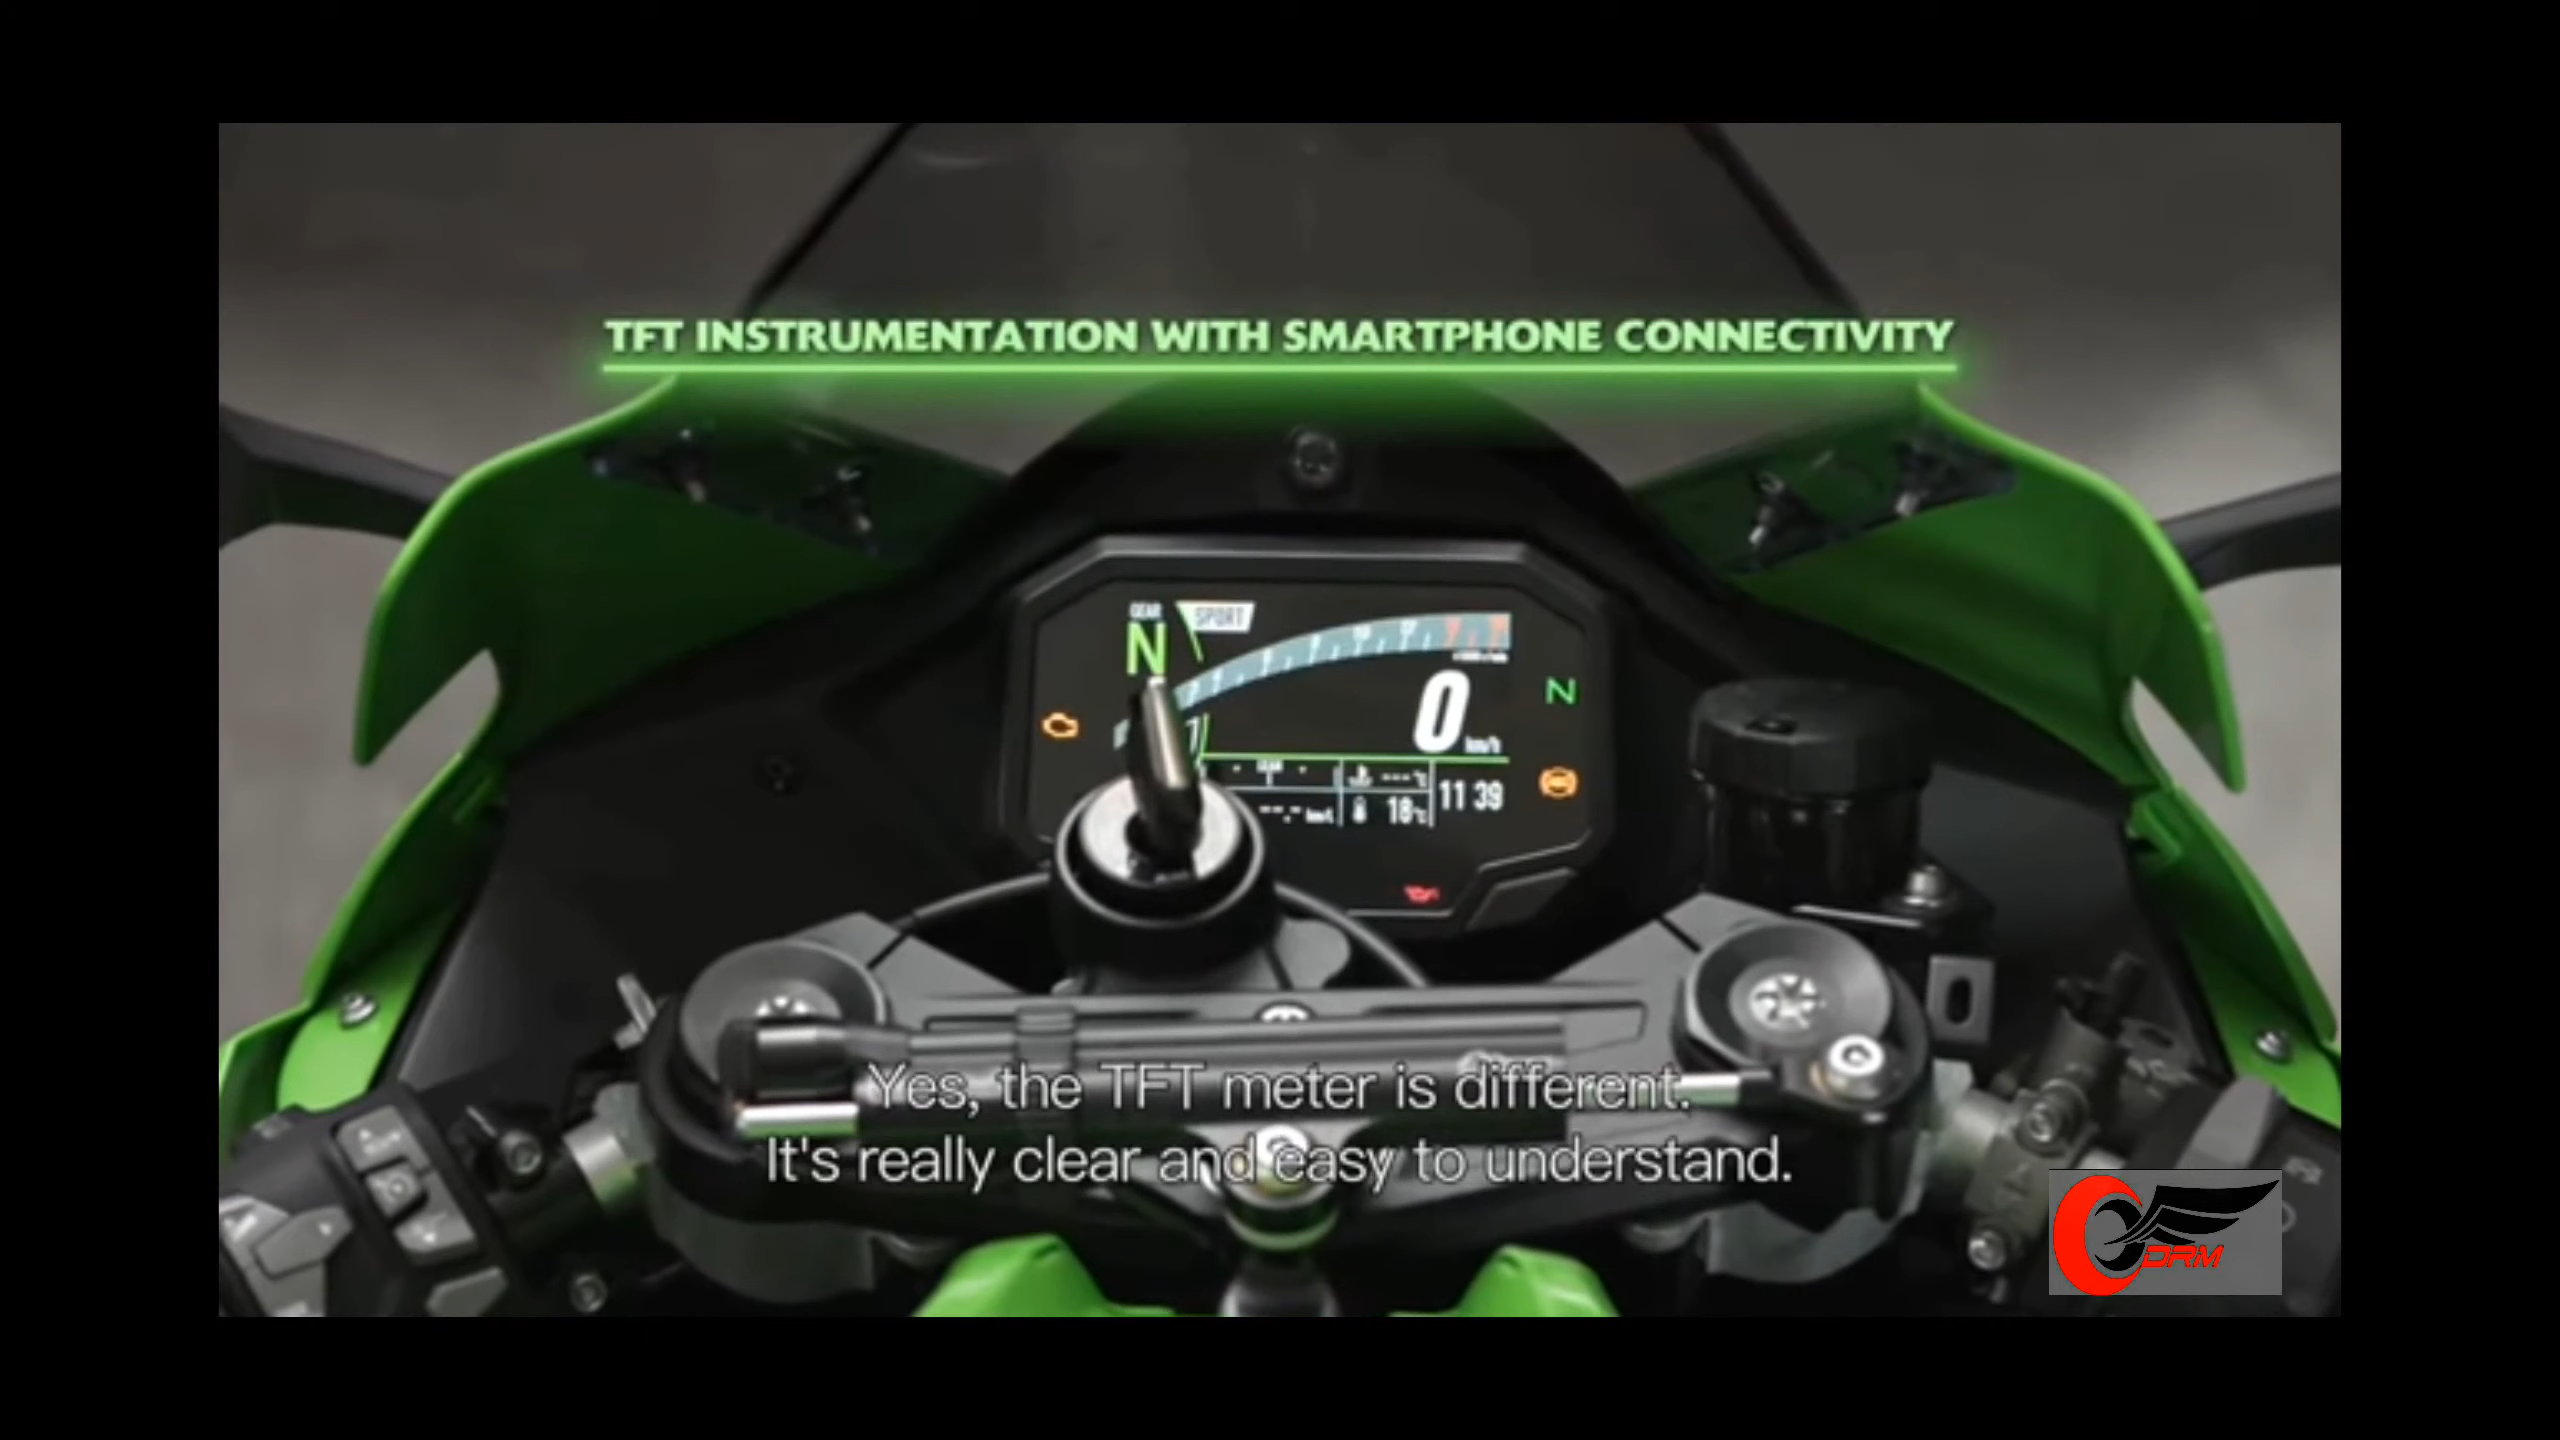 TFT INSTRUMENTATION WITH SMARTPHONE CONNECTIVITY
GEAR
SPORT
N
N
0
km/h
11 39
18°C
Yes, the TFT meter is different.
It's really clear and easy to understand.
DRM